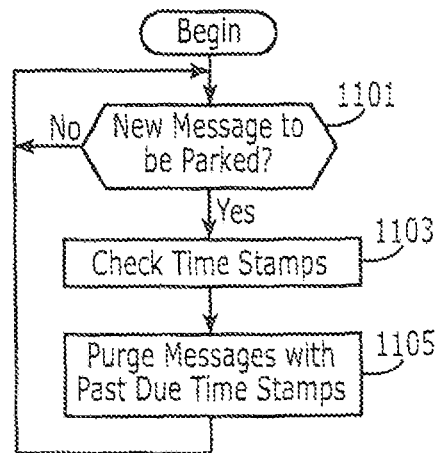 Begin
1101
No
New Message to
be Parked?
Yes
1103
Check Time Stamps
1105
Purge Messages with
Past Due Time Stamps